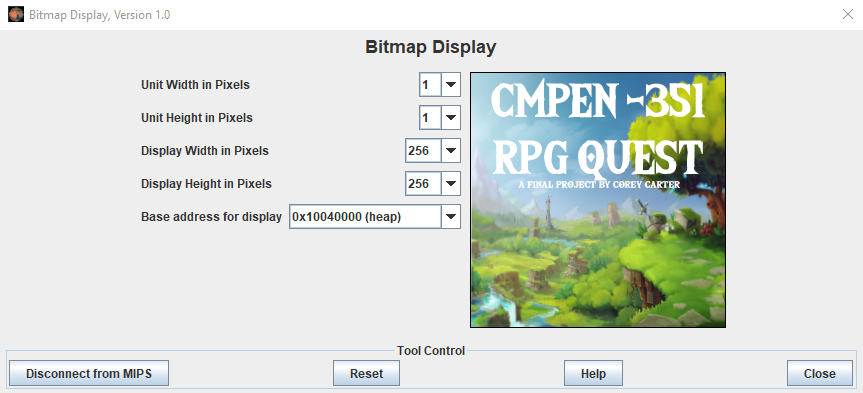 Bitmap Display, Version 1.0
Bitmap Display
Unit Width in Pixels 1
Unit Height in Pixels 1
Display Width in Pixels 256
Display Height in Pixels 256
Base address for display 0x10040000 (heap)
CMPEN -351
RPG QUEST
A FINAL PROJECT BY COREY CARTER
Tool Control
Disconnect from MIPS Reset Help Close